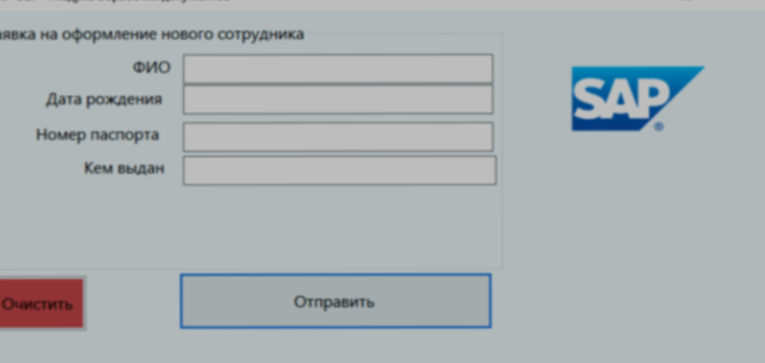 явка на оформление нового сотрудника
ФИО
Дата рождения
Номер паспорта
Кем выдан
SAP
®
Очистить
Отправить